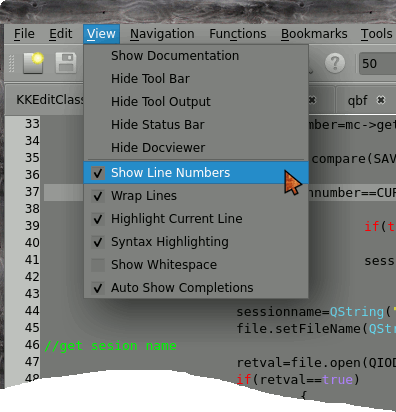 File Edit View Navigation Functions Bookmarks Tools
50
KKEditClass
qbf
Show Documentation
Hide Tool Bar
Hide Tool Output
Hide Status Bar
Hide Docviewer
Show Line Numbers
Wrap Lines
Highlight Current Line
Syntax Highlighting
Show Whitespace
Auto Show Completions
33 mber=mc->get
34
35 .compare(SAV
36
37 nnumber==CUR
38
39 if(t
40
41 sess
42
43
44 sessionname=QString("
45 file.setFileName(QStr
46 //get sesion name
47 retval=file.open(QIOD
48 if(retval==true)
{